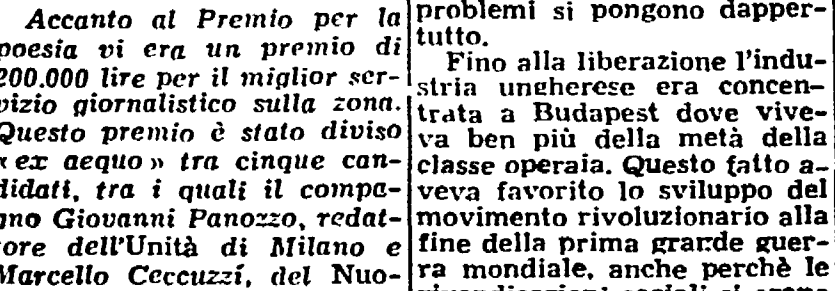 Accanto al Premio per la
poesia vi era un premio di
200.000 lire per il miglior ser-
vizio giornalistico sulla zona.
Questo premio è stato diviso
«ex aequo» tra cinque can-
didati, tra i quali il compa-
gno Giovanni Panozzo, redat-
tore dell'Unità di Milano e
Marcello Ceccuzzi, del Nuo-
problemi si pongono dapper-
tutto.
Fino alla liberazione l'indu-
stria ungherese era concen-
trata a Budapest dove vive-
va ben più della metà della
classe operaia. Questo fatto a-
veva favorito lo sviluppo del
movimento rivoluzionario alla
fine della prima grande guer-
ra mondiale, anche perchè le